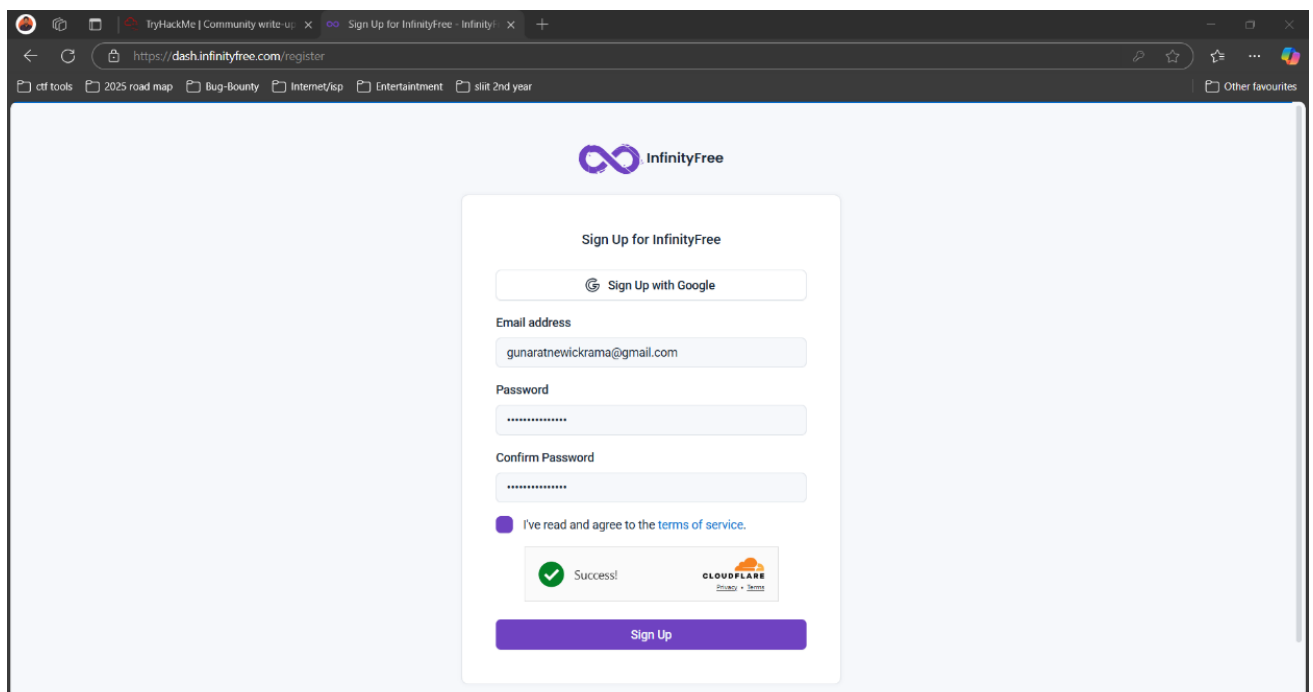 TryHackMe | Community write-up
Sign Up for InfinityFree - InfinityF
https://dash.infinityfree.com/register
ctf tools
2025 road map
Bug-Bounty
Internet/isp
Entertaintment
sliit 2nd year
Other favourites
InfinityFree
Sign Up for InfinityFree
Sign Up with Google
Email address
gunaratnewickrama@gmail.com
Password
•••••••••••••••
Confirm Password
•••••••••••••••
I've read and agree to the terms of service.
Success!
CLOUDFLARE
Privacy • Terms
Sign Up